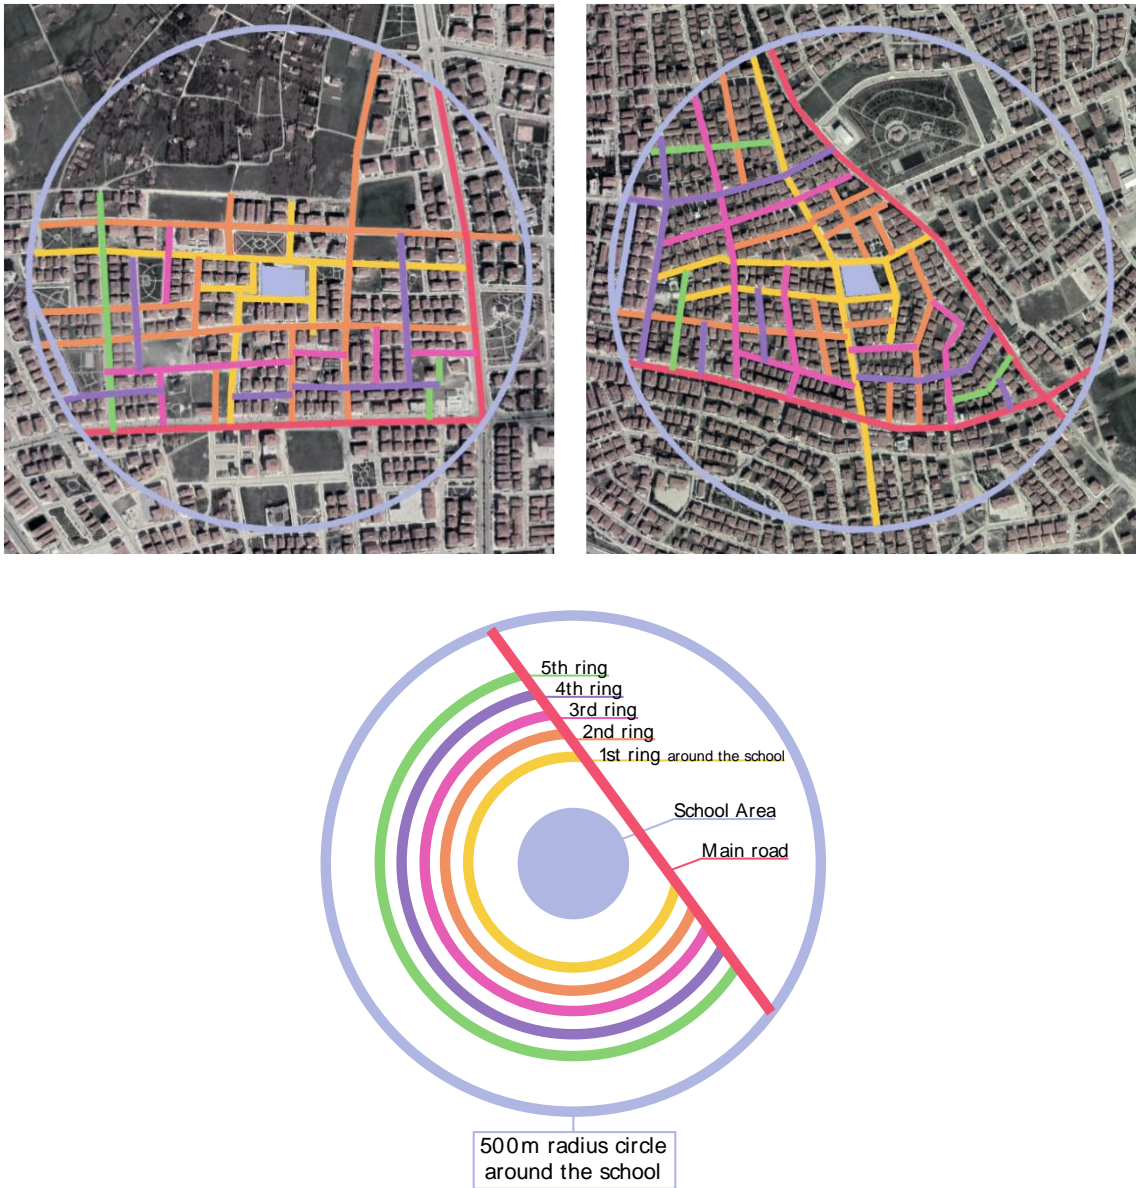 5th ring
4th ring
3rd ring
2nd ring
1st ring around the school
School Area
Main road
500m radius circle
around the school